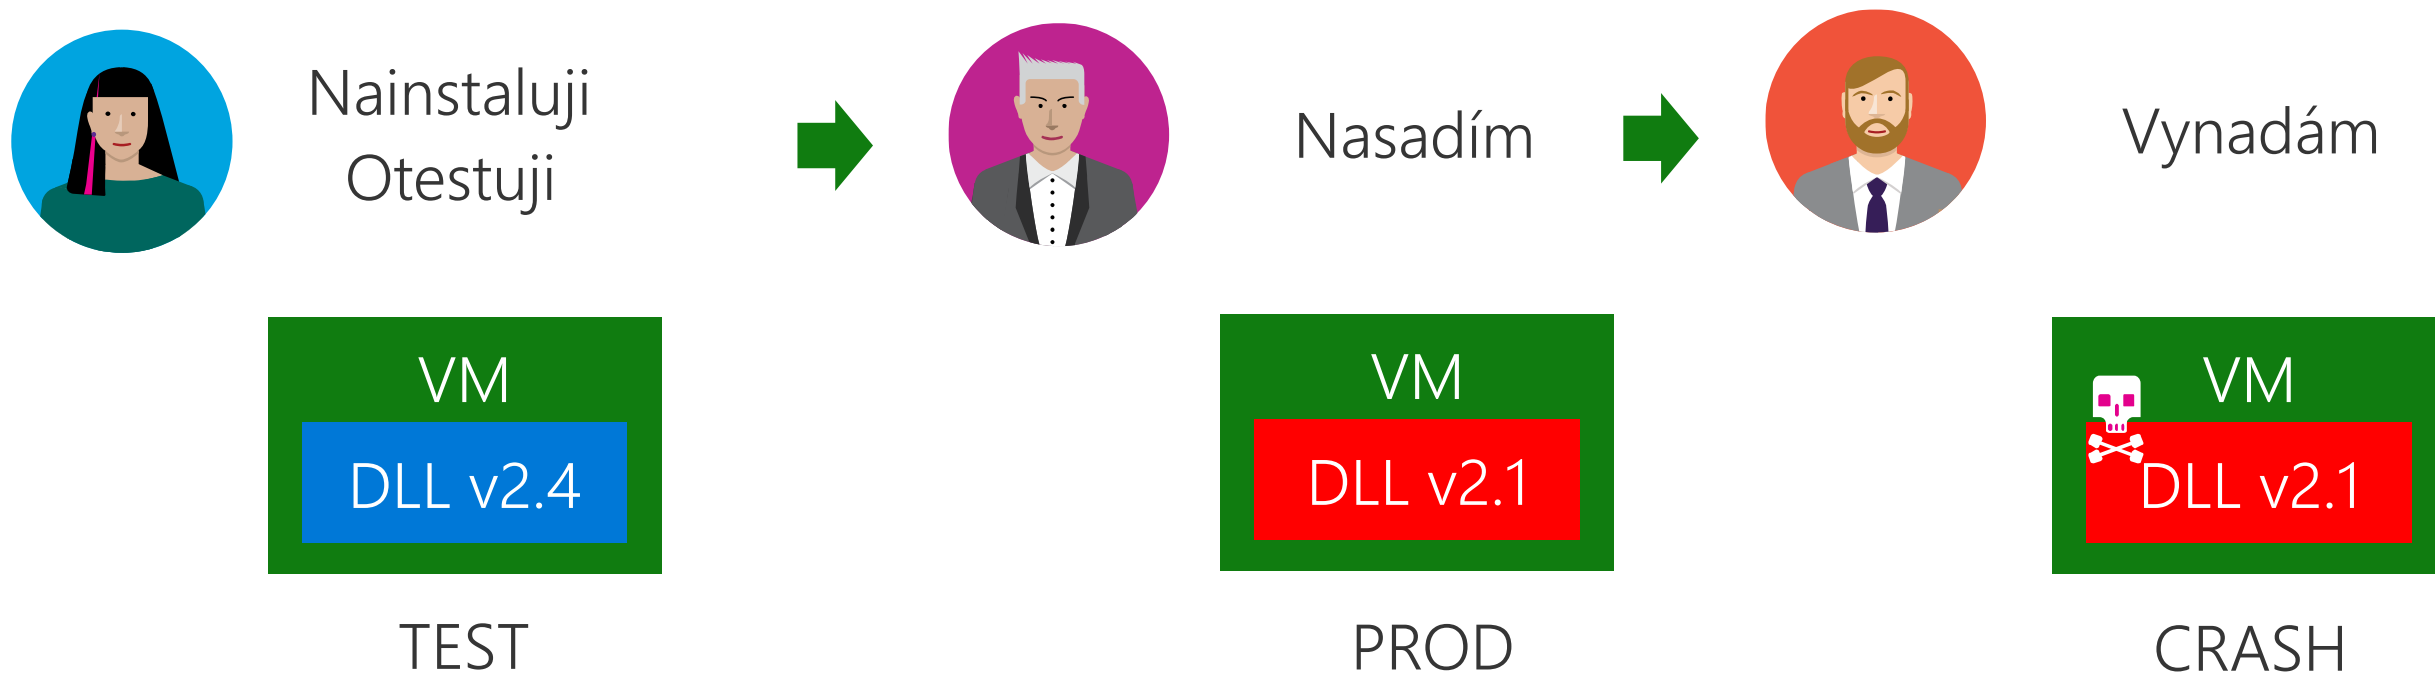 Nainstaluji
Otestuji
Nasadím
Vynadám
VM
DLL v2.4
TEST
VM
DLL v2.1
PROD
VM
DLL v2.1
CRASH